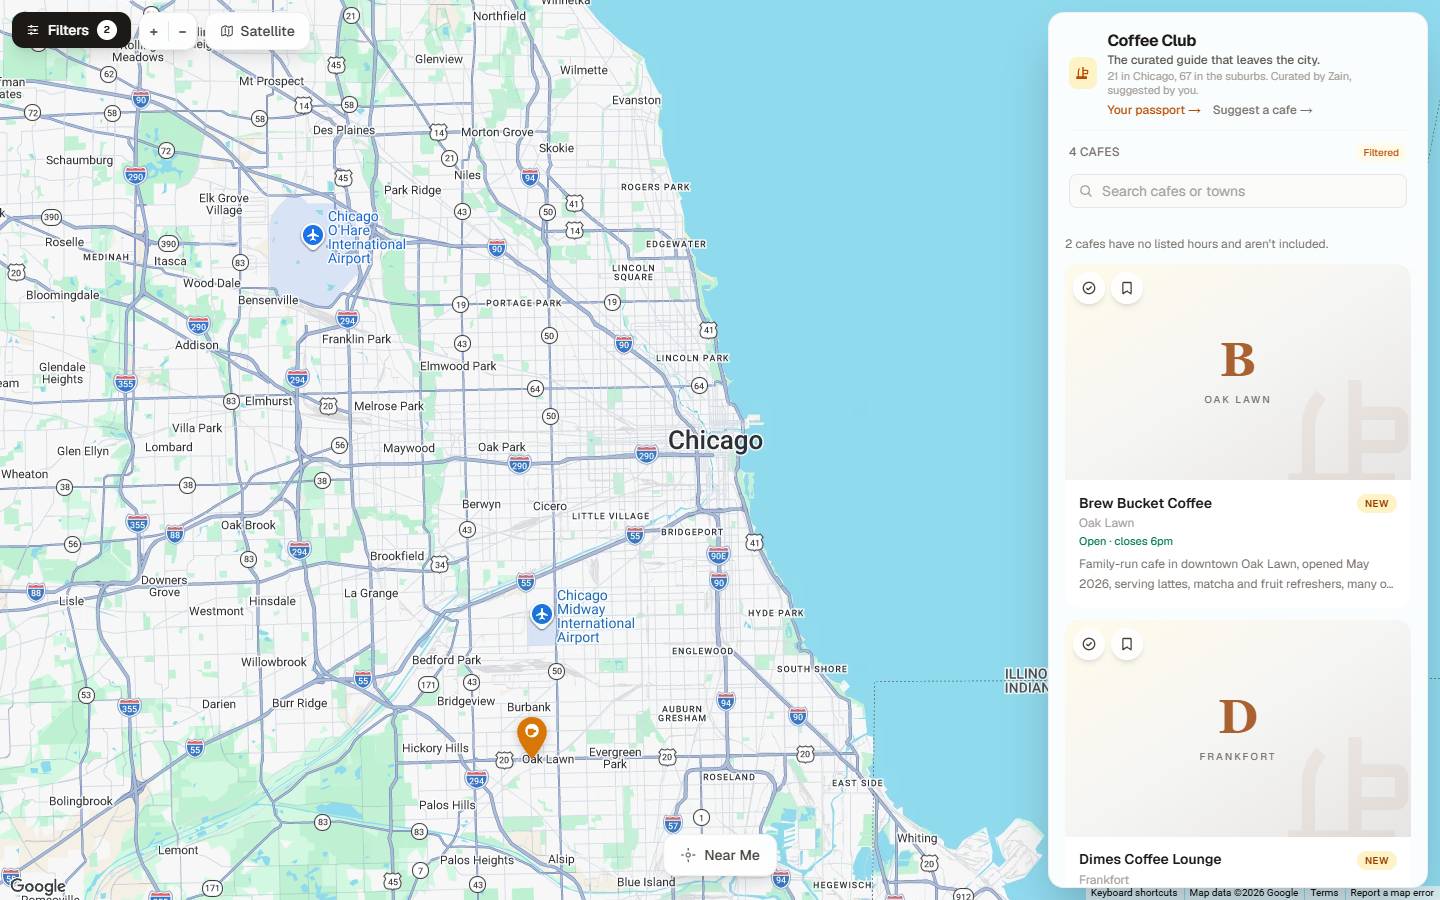 Filters 2
+ −
Satellite
Coffee Club
The curated guide that leaves the city.
21 in Chicago, 67 in the suburbs. Curated by Zain,
suggested by you.
Your passport → Suggest a cafe →
4 CAFES
Filtered
Search cafes or towns
2 cafes have no listed hours and aren't included.
B
OAK LAWN
Brew Bucket Coffee
NEW
Oak Lawn
Open · closes 6pm
Family-run cafe in downtown Oak Lawn, opened May
2026, serving lattes, matcha and fruit refreshers, many o…
D
FRANKFORT
Dimes Coffee Lounge
NEW
Frankfort
Northfield
Glenview
Wilmette
Meadows
Mt Prospect
Evanston
Des Plaines
Morton Grove
Skokie
Schaumburg
Niles
Park Ridge
ROGERS PARK
Elk Grove
Village
Chicago
O'Hare
International
Airport
Roselle
MEDINAH
Itasca
EDGEWATER
LINCOLN
SQUARE
Wood Dale
Bloomingdale
Bensenville
PORTAGE PARK
Addison
Franklin Park
LINCOLN PARK
Glendale
Heights
Elmwood Park
Elmhurst
Melrose Park
Villa Park
Chicago
Glen Ellyn
Lombard
Maywood
Oak Park
Wheaton
Berwyn
Cicero
LITTLE VILLAGE
Oak Brook
BRIDGEPORT
Brookfield
Downers
Grove
Lisle
Westmont
Hinsdale
La Grange
Chicago
Midway
International
Airport
HYDE PARK
Willowbrook
Bedford Park
ENGLEWOOD
SOUTH SHORE
Darien
Burr Ridge
Bridgeview
Burbank
AUBURN
GRESHAM
Hickory Hills
Oak Lawn
Evergreen
Park
ROSELAND
EAST SIDE
Bolingbrook
Palos Hills
Lemont
Palos Heights
Alsip
Near Me
Whiting
Blue Island
HEGEWISCH
Google
Keyboard shortcuts
Map data ©2026 Google
Terms
Report a map error